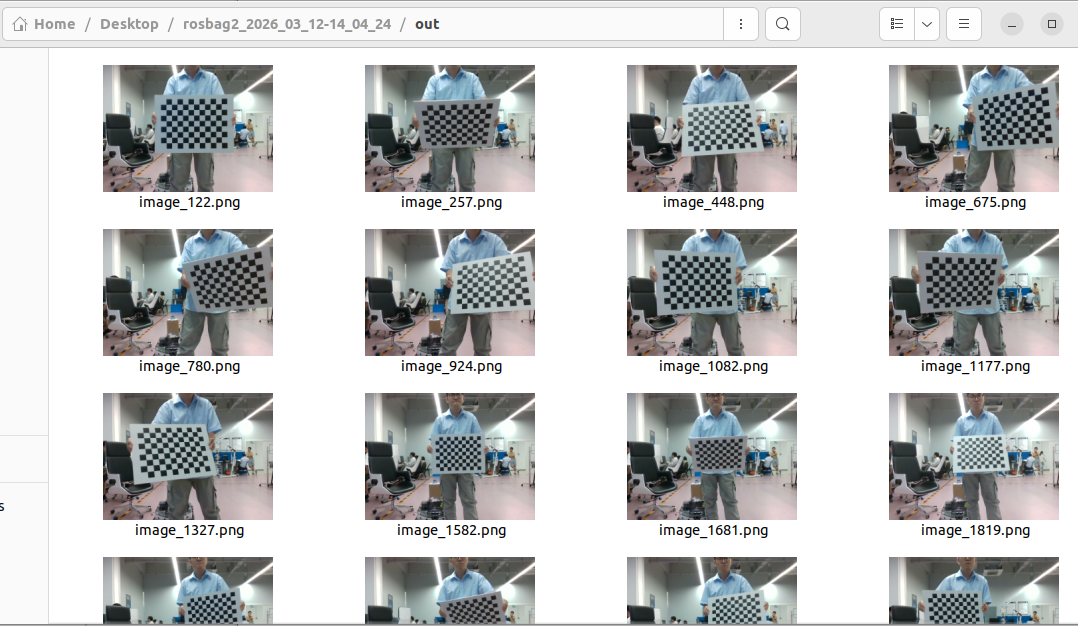 Home / Desktop / rosbag2_2026_03_12-14_04_24 / out
image_122.png
image_257.png
image_448.png
image_675.png
image_780.png
image_924.png
image_1082.png
image_1177.png
image_1327.png
image_1582.png
image_1681.png
image_1819.png
s